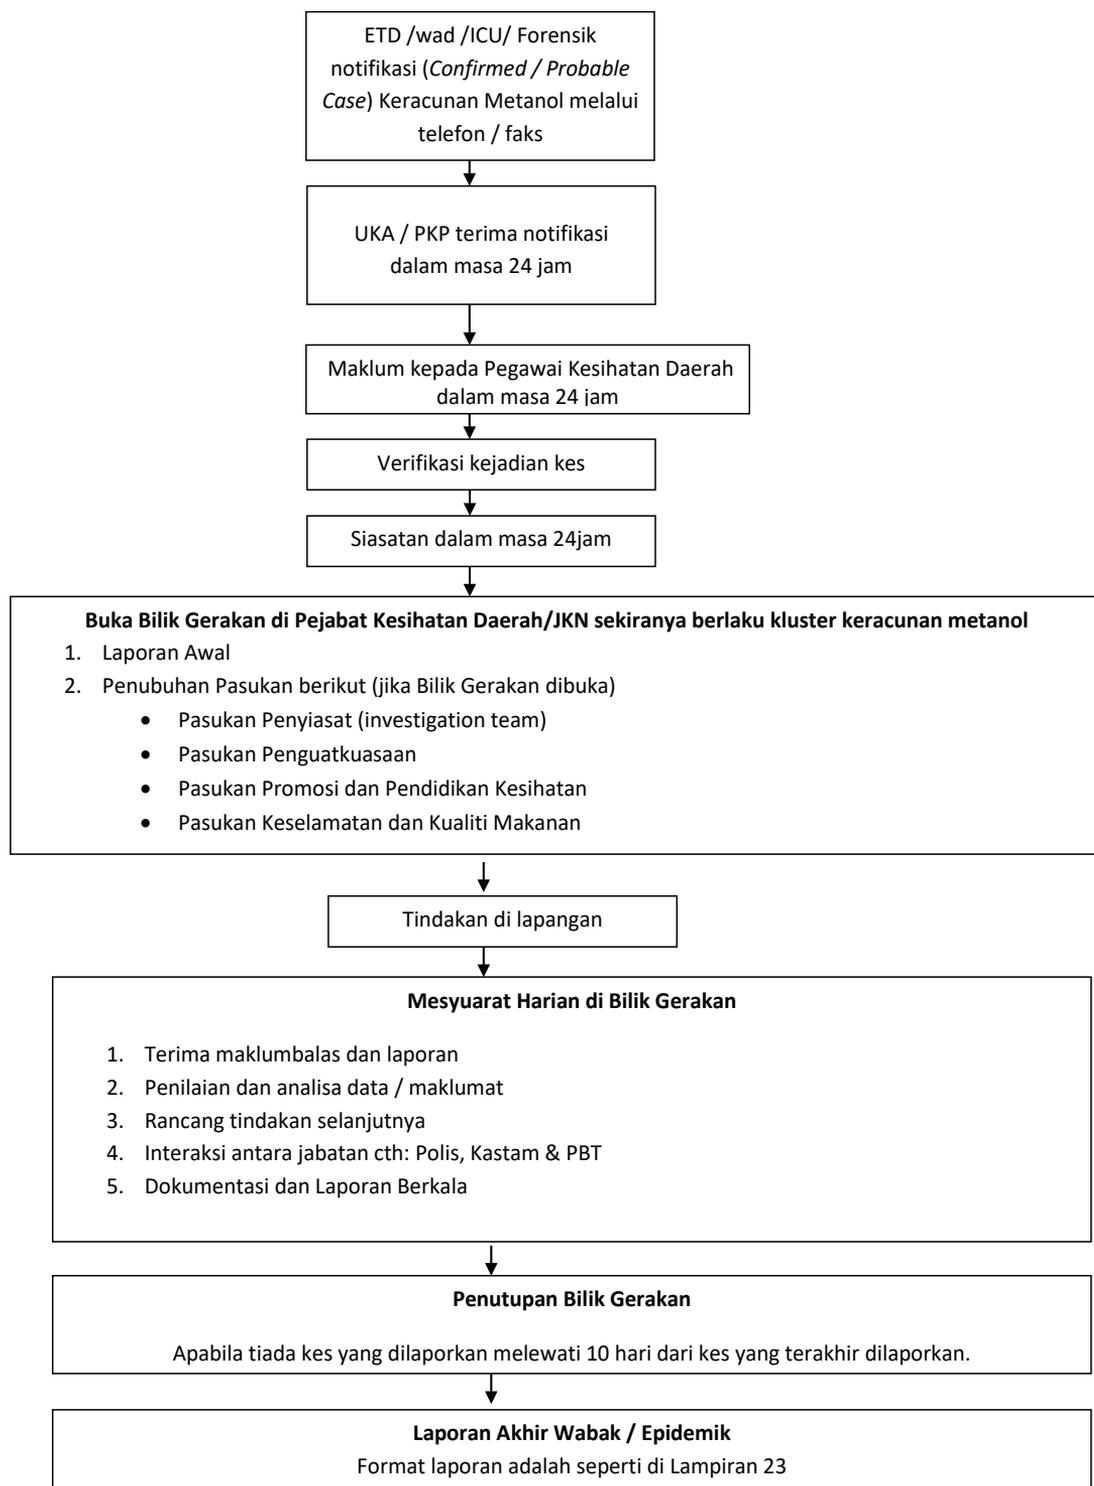 ETD /wad /ICU/ Forensik
notifikasi (Confirmed / Probable
Case) Keracunan Metanol melalui
telefon / faks
UKA / PKP terima notifikasi
dalam masa 24 jam
Maklum kepada Pegawai Kesihatan Daerah
dalam masa 24 jam
Verifikasi kejadian kes
Siasatan dalam masa 24jam
Buka Bilik Gerakan di Pejabat Kesihatan Daerah/JKN sekiranya berlaku kluster keracunan metanol
1. Laporan Awal
2. Penubuhan Pasukan berikut (jika Bilik Gerakan dibuka)
• Pasukan Penyiasat (investigation team)
• Pasukan Penguatkuasaan
• Pasukan Promosi dan Pendidikan Kesihatan
• Pasukan Keselamatan dan Kualiti Makanan
Tindakan di lapangan
Mesyuarat Harian di Bilik Gerakan
1. Terima maklumbalas dan laporan
2. Penilaian dan analisa data / maklumat
3. Rancang tindakan selanjutnya
4. Interaksi antara jabatan cth: Polis, Kastam & PBT
5. Dokumentasi dan Laporan Berkala
Penutupan Bilik Gerakan
Apabila tiada kes yang dilaporkan melewati 10 hari dari kes yang terakhir dilaporkan.
Laporan Akhir Wabak / Epidemik
Format laporan adalah seperti di Lampiran 23